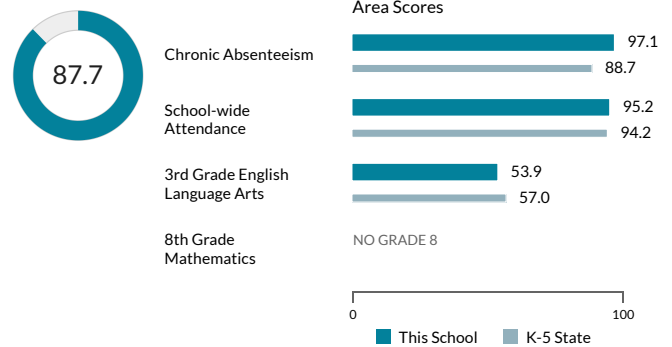 Area Scores
87.7
Chronic Absenteeism
97.1
88.7
School-wide
Attendance
95.2
94.2
3rd Grade English
Language Arts
53.9
57.0
8th Grade
Mathematics
NO GRADE 8
0 100
This School K-5 State